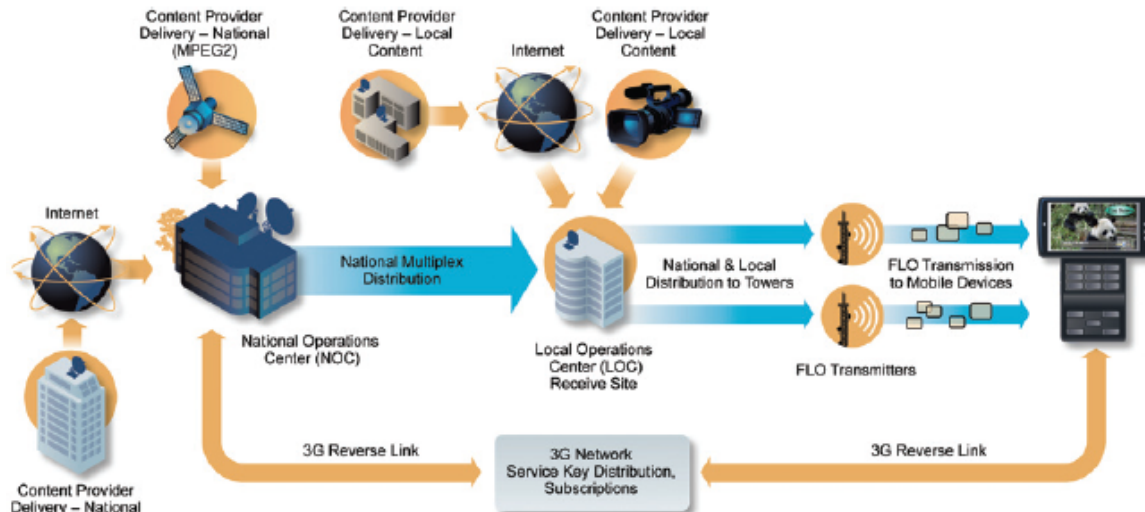 Content Provider
Delivery – National
(MPEG2)
Content Provider
Delivery – Local
Content
Internet
Content Provider
Delivery – Local
Content
Internet
National Multiplex
Distribution
National & Local
Distribution to Towers
FLO Transmission
to Mobile Devices
National Operations
Center (NOC)
Local Operations
Center (LOC)
Receive Site
FLO Transmitters
3G Reverse Link
3G Network
Service Key Distribution,
Subscriptions
3G Reverse Link
Content Provider
Delivery – National